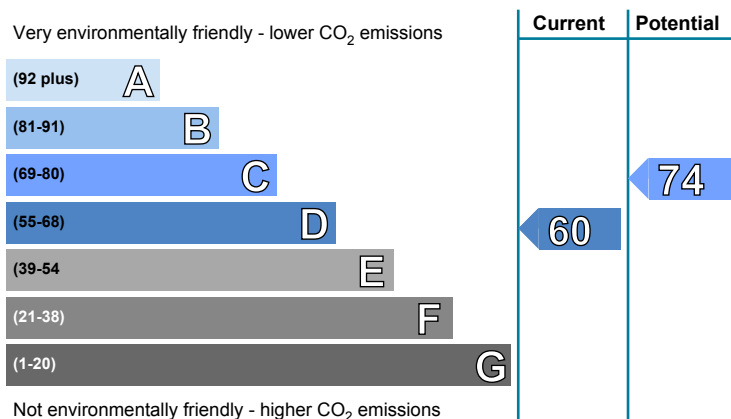 Very environmentally friendly - lower CO2 emissions
Current
Potential
(92 plus) A
(81-91) B
(69-80) C
74
(55-68) D
60
(39-54 E
(21-38) F
(1-20) G
Not environmentally friendly - higher CO2 emissions